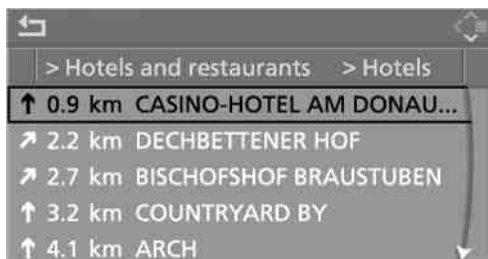 > Hotels and restaurants > Hotels
↑ 0.9 km CASINO-HOTEL AM DONAU...
↗ 2.2 km DECHBETTENER HOF
↗ 2.7 km BISCHOFSHOF BRAUSTUBEN
↑ 3.2 km COUNTRYARD BY
↑ 4.1 km ARCH